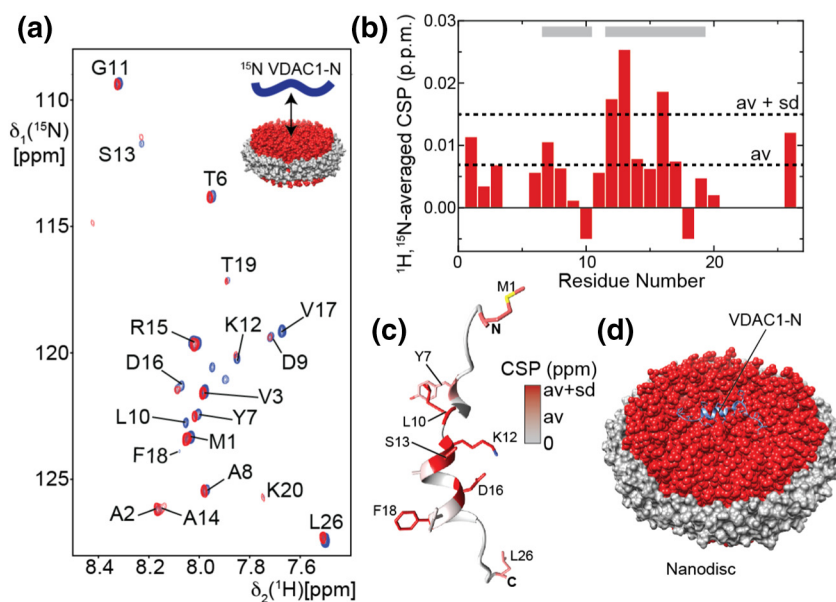 (a)
¹⁵N VDAC1-N
G11
110
δ₁(¹⁵N)
[ppm]
S13
T6
115
T19
V17
R15
K12
120
D9
D16
V3
L10
Y7
M1
F18
125
A8
K20
A2
A14
L26
8.4 8.2 8.0 7.8 7.6
δ₂(¹H)[ppm]
(b)
¹H,¹⁵N-averaged CSP (p.p.m.)
0.03
0.02
av + sd
0.01
av
0.00
0 10 20
Residue Number
(c)
M1
N
Y7
CSP (ppm)
av+sd
av
0
L10
S13
K12
D16
F18
L26
C
(d)
VDAC1-N
Nanodisc